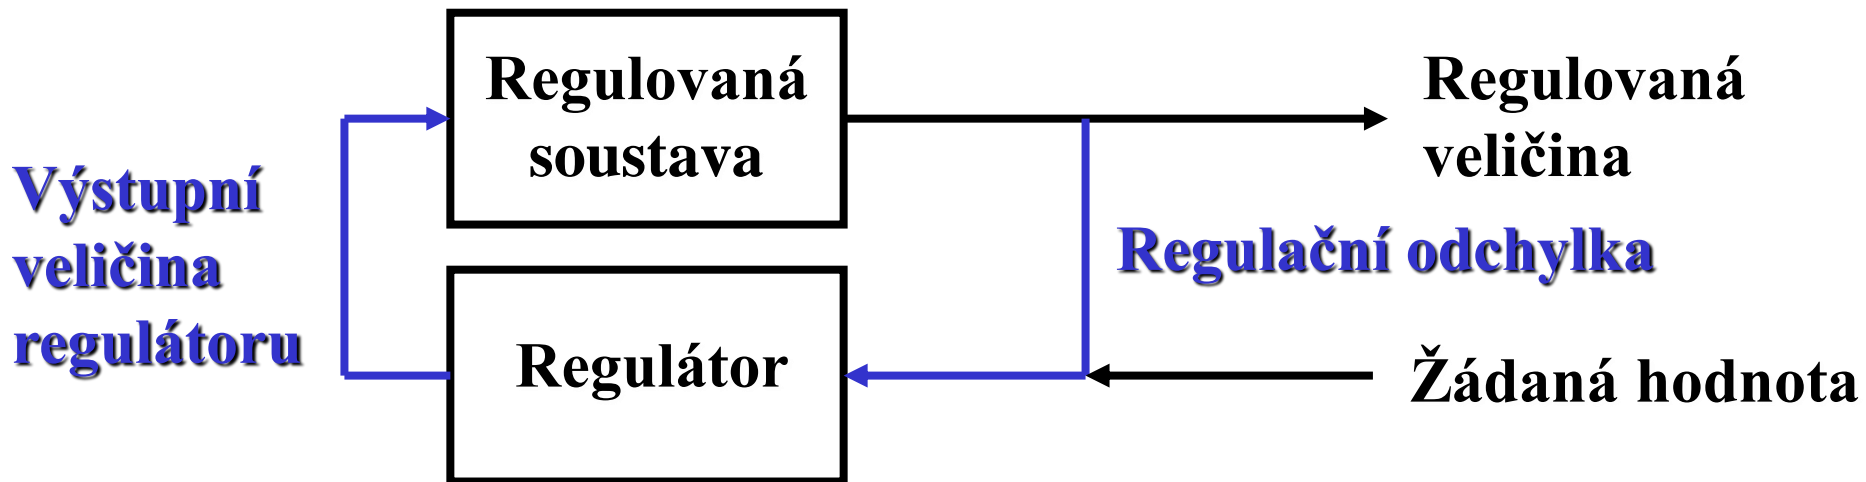 Regulovaná
soustava
Regulovaná
veličina
Výstupní
veličina
regulátoru
Regulační odchylka
Regulátor
Žádaná hodnota